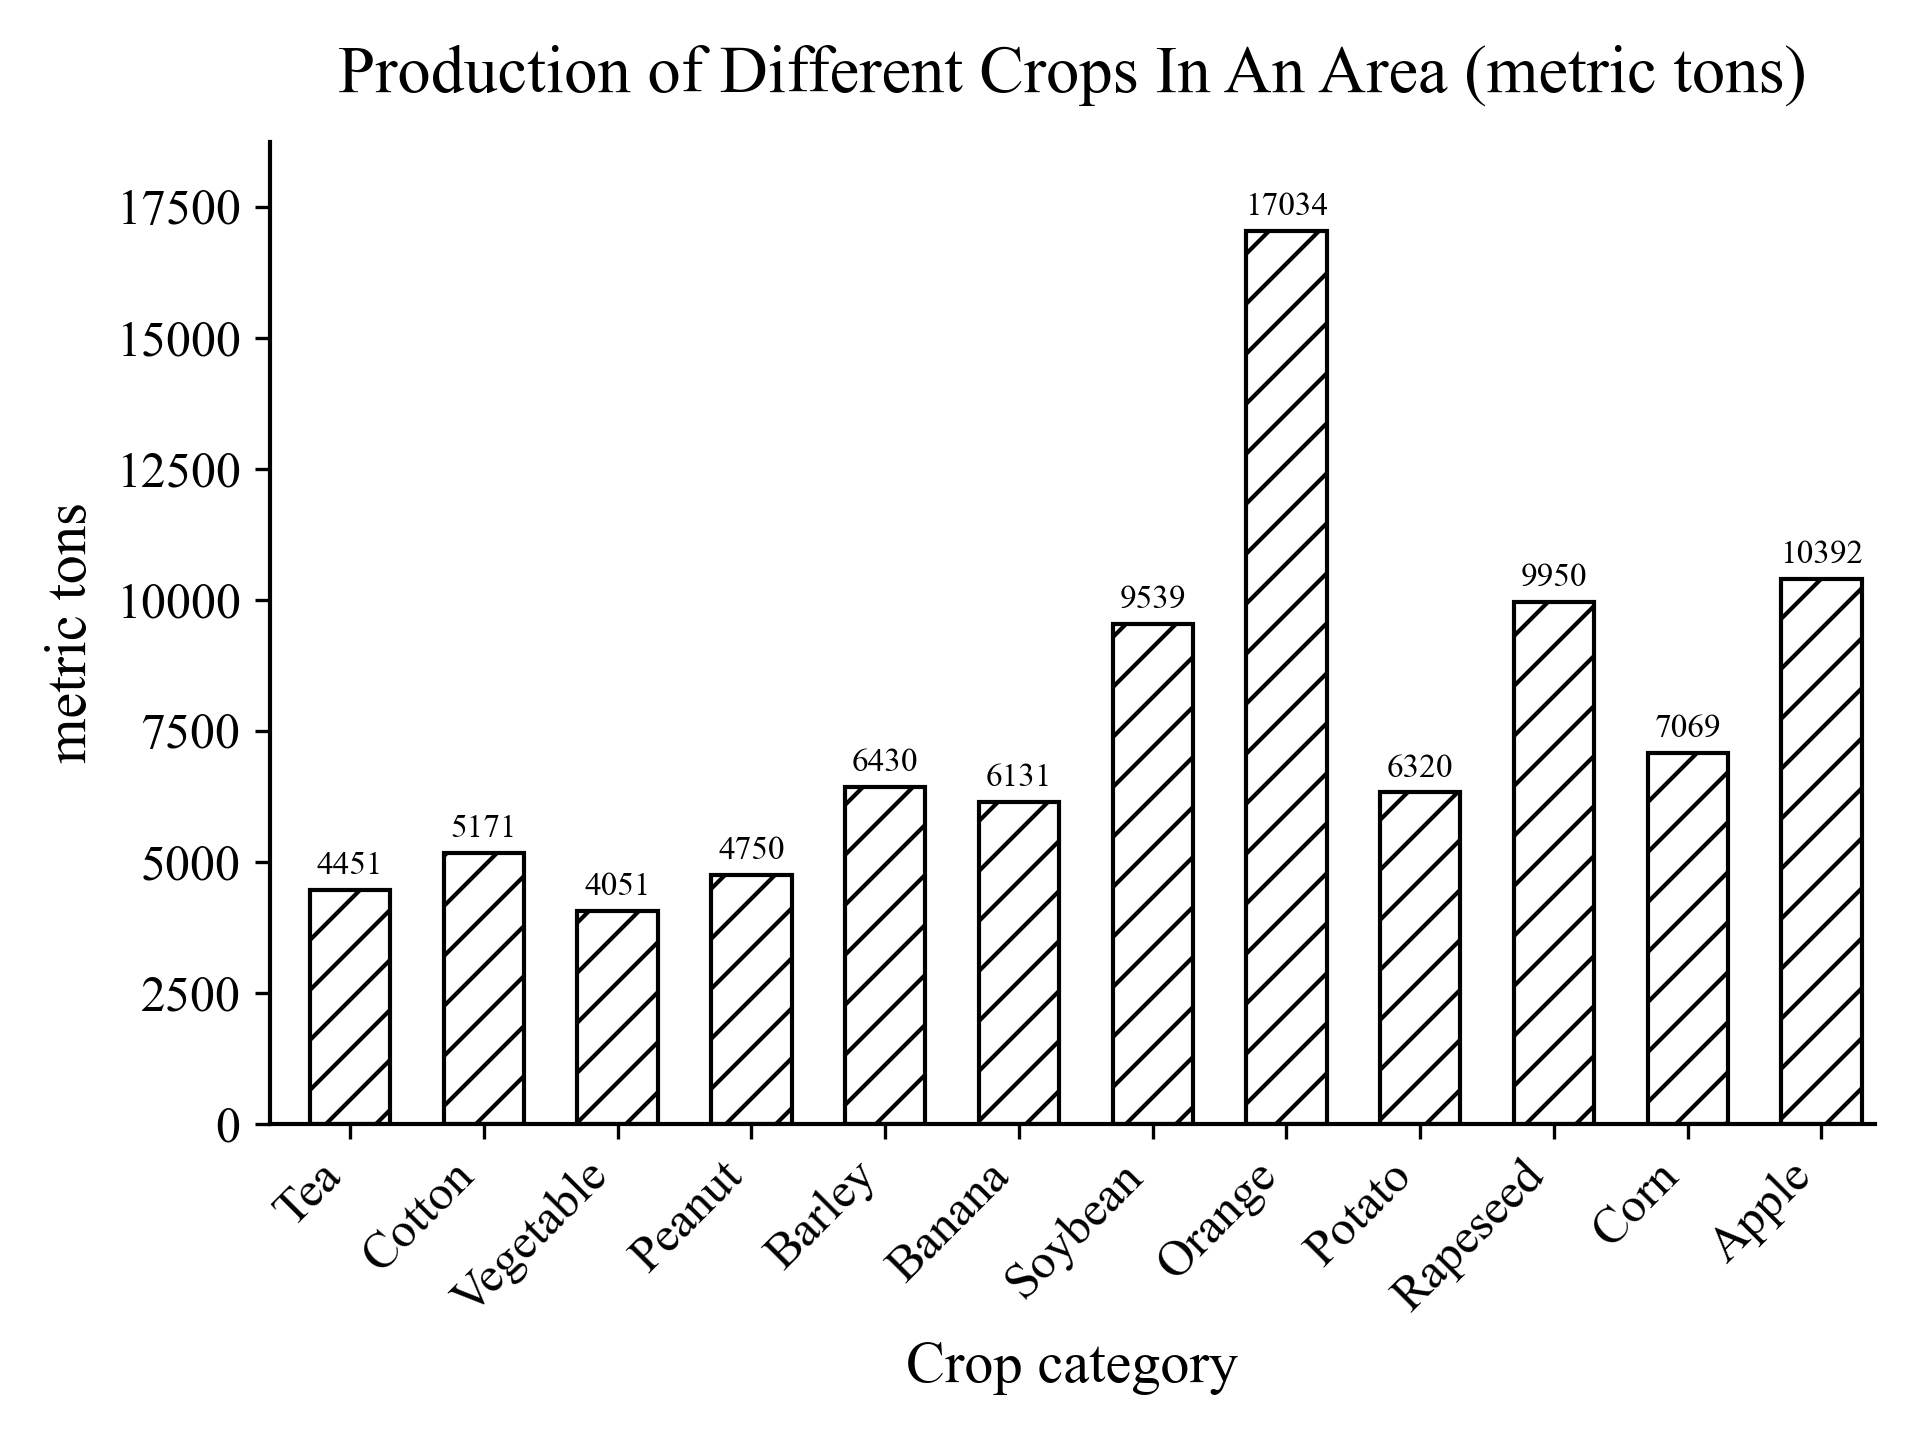 Production of Different Crops In An Area (metric tons)
metric tons
17500
15000
12500
10000
7500
5000
2500
0
4451
5171
4051
4750
6430
6131
9539
17034
6320
9950
7069
10392
Tea
Cotton
Vegetable
Peanut
Barley
Banana
Soybean
Orange
Potato
Rapeseed
Corn
Apple
Crop category